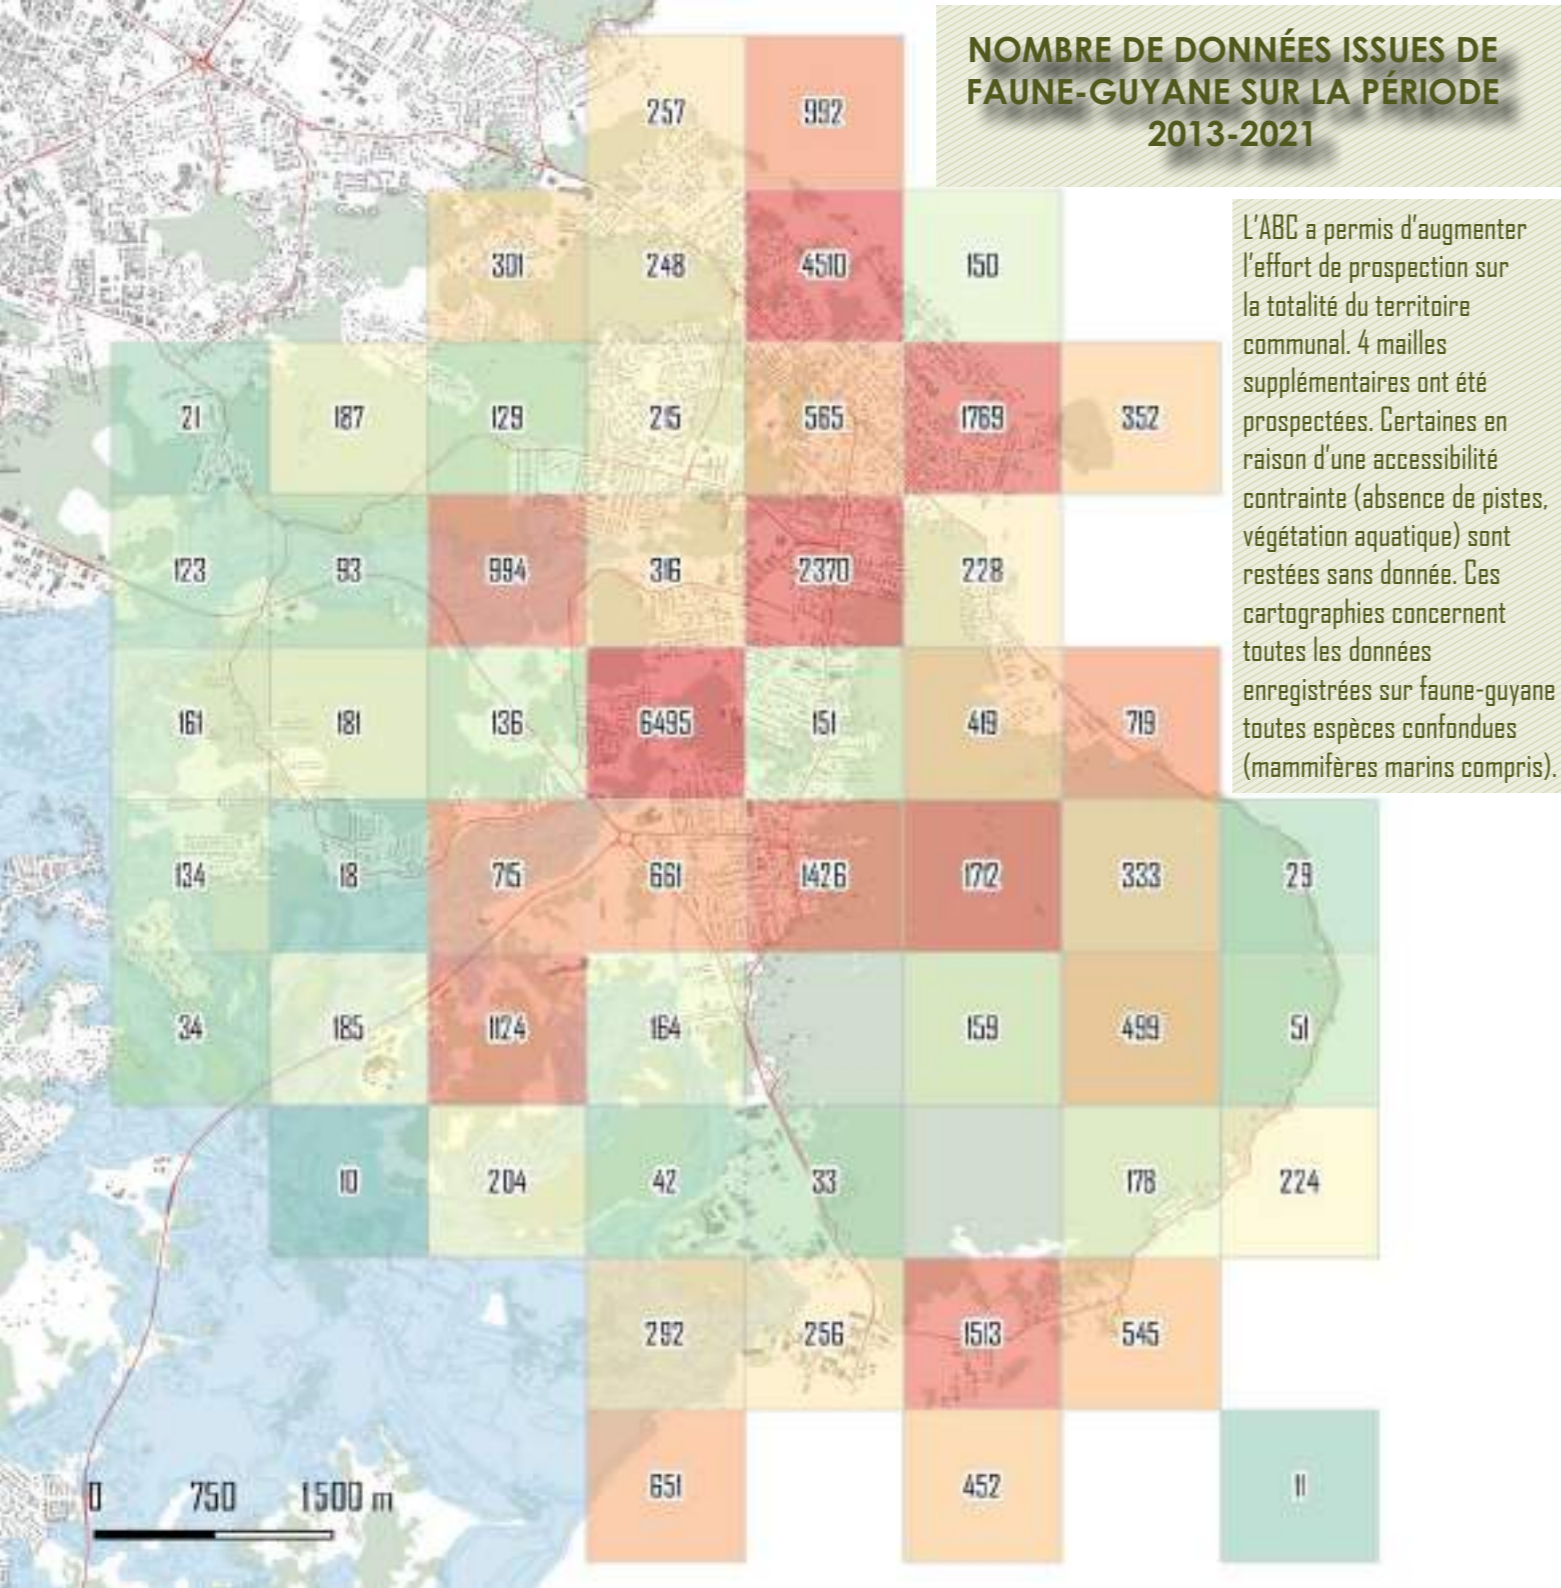 NOMBRE DE DONNÉES ISSUES DE
FAUNE-GUYANE SUR LA PÉRIODE
2013-2021
L'ABC a permis d'augmenter
l'effort de prospection sur
la totalité du territoire
communal. 4 mailles
supplémentaires ont été
prospectées. Certaines en
raison d'une accessibilité
contrainte (absence de pistes,
végétation aquatique) sont
restées sans donnée. Ces
cartographies concernent
toutes les données
enregistrées sur faune-guyane
toutes espèces confondues
(mammifères marins compris).
257 992
301 248 4510 150
21 187 129 215 565 1769 352
123 93 994 316 2370 228
161 181 136 6495 151 419 719
134 18 715 661 1426 1712 333 29
34 185 1124 164 159 499 51
10 204 42 33 178 224
292 256 1513 545
651 452 11
0 750 1500 m